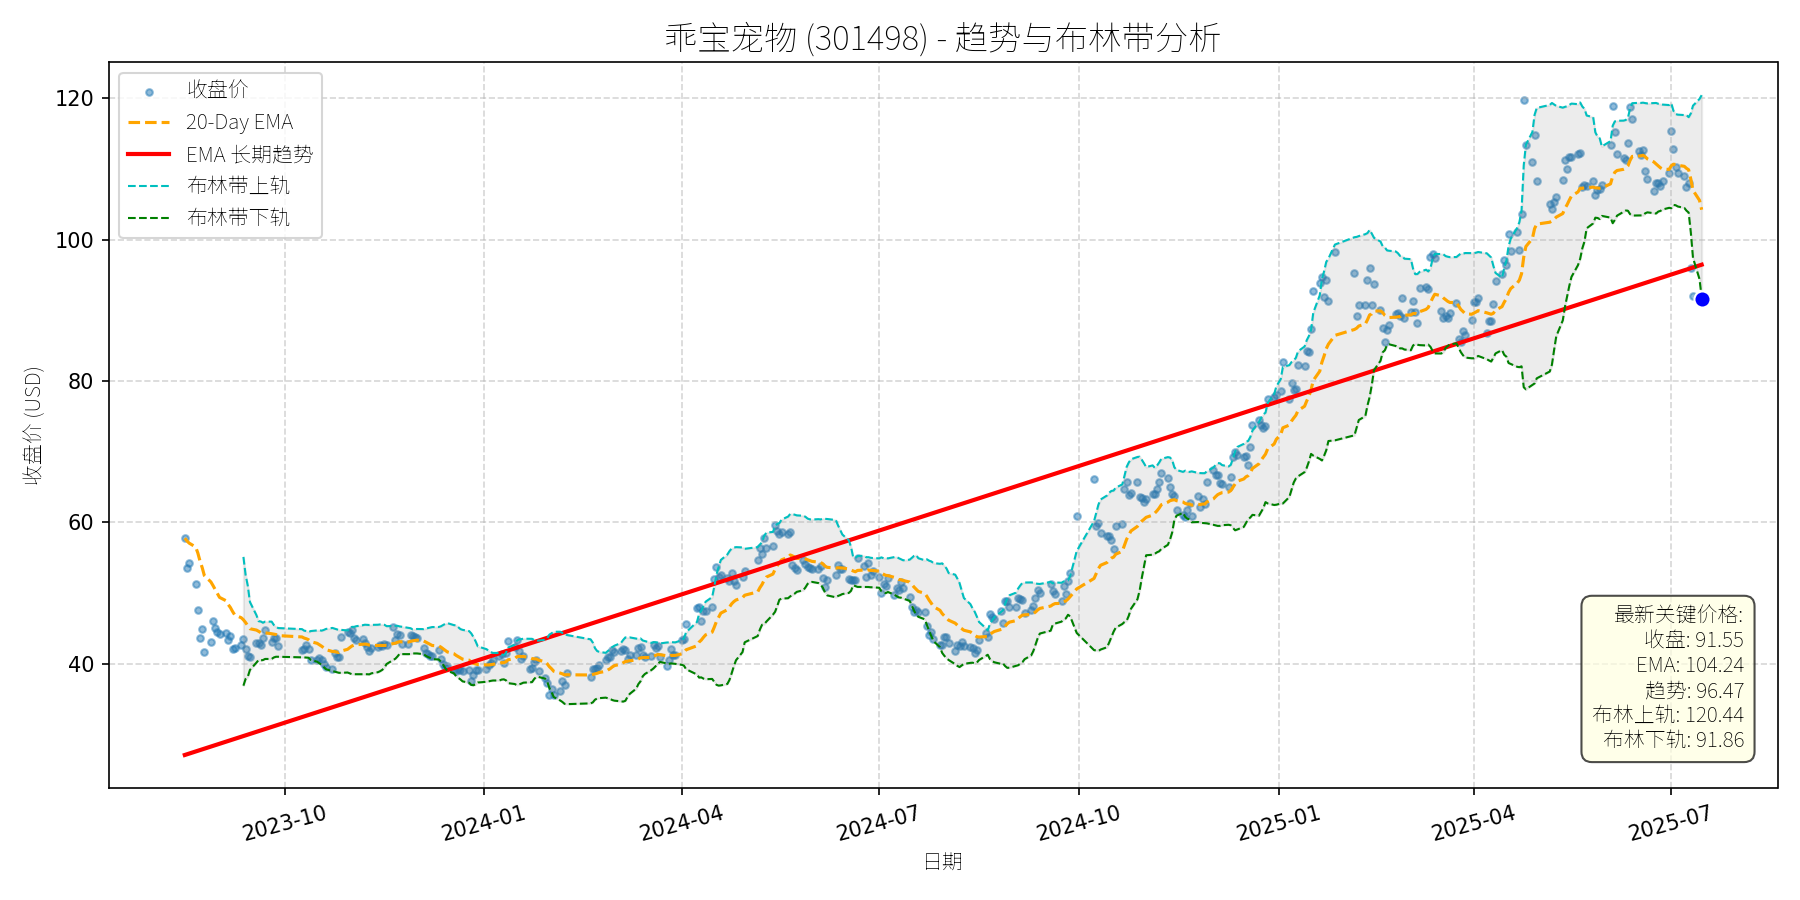 乖宝宠物 (301498) - 趋势与布林带分析
收盘价
20-Day EMA
EMA 长期趋势
布林带上轨
布林带下轨
收盘价 (USD)
120
100
80
60
40
最新关键价格:
收盘: 91.55
EMA: 104.24
趋势: 96.47
布林上轨: 120.44
布林下轨: 91.86
2023-10
2024-01
2024-04
2024-07
2024-10
2025-01
2025-04
2025-07
日期